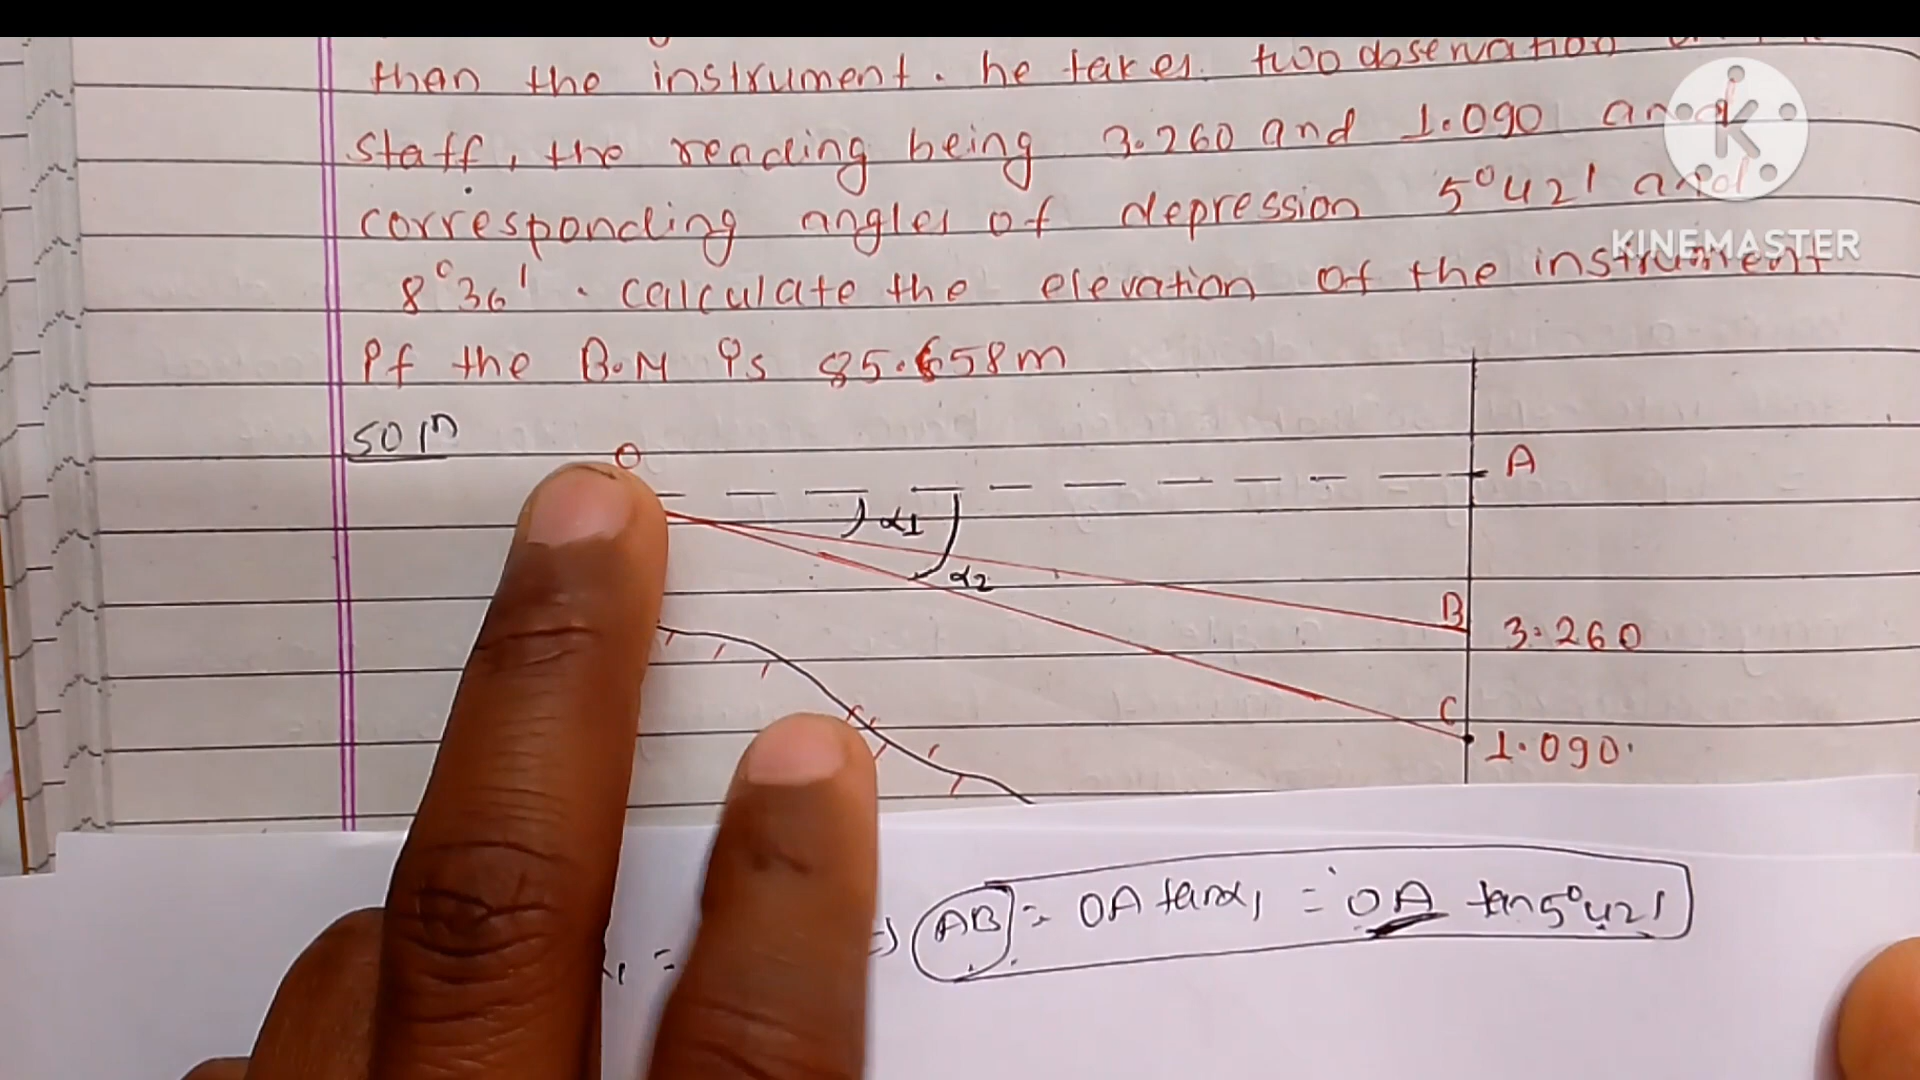 than the instrument. he takes two observation
staff, the reading being 3.260 and 1.090 and
corresponding angles of depression 5°42' and
KINEMASTER
8°36'. calculate the elevation of the instrument
if the B.M is 85.658m
soln
O
A
α1
α2
B
3.260
C
1.090
AB = OA tanα1 = OA tan5°42'